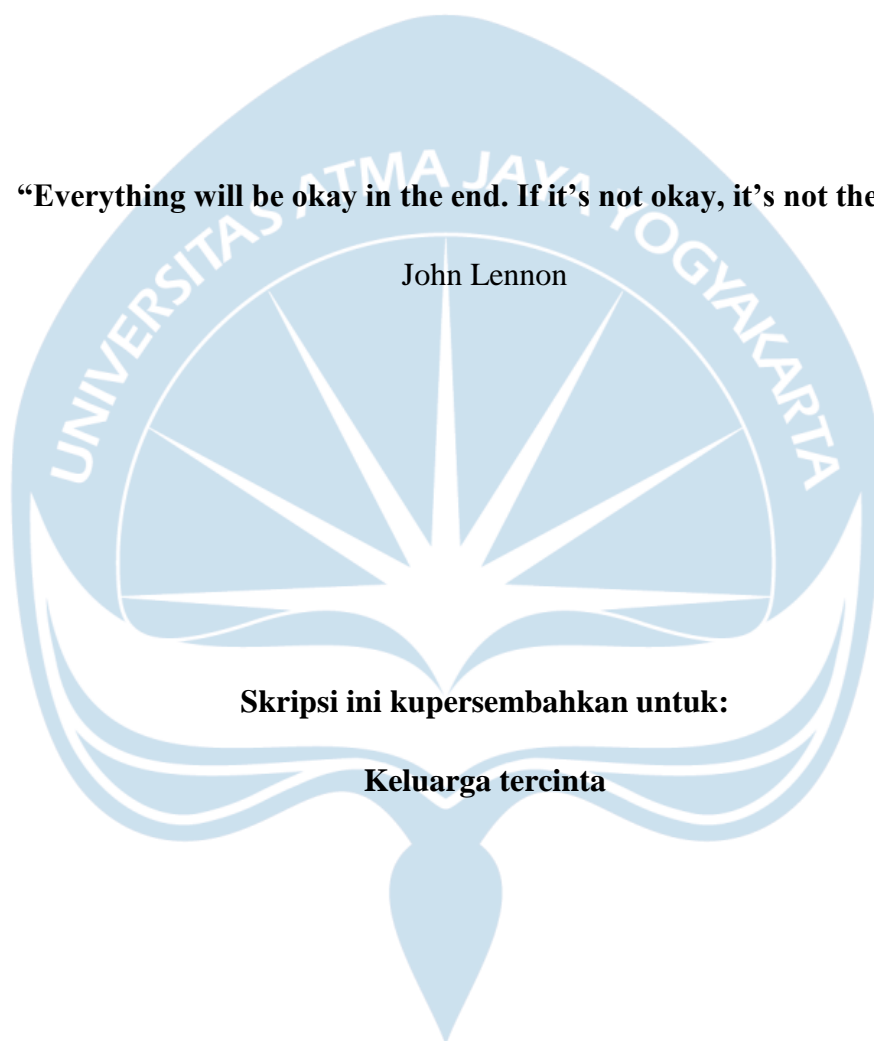 UNIVERSITAS ATMA JAYA YOGYAKARTA
“Everything will be okay in the end. If it’s not okay, it’s not the
John Lennon
Skripsi ini kupersembahkan untuk:
Keluarga tercinta